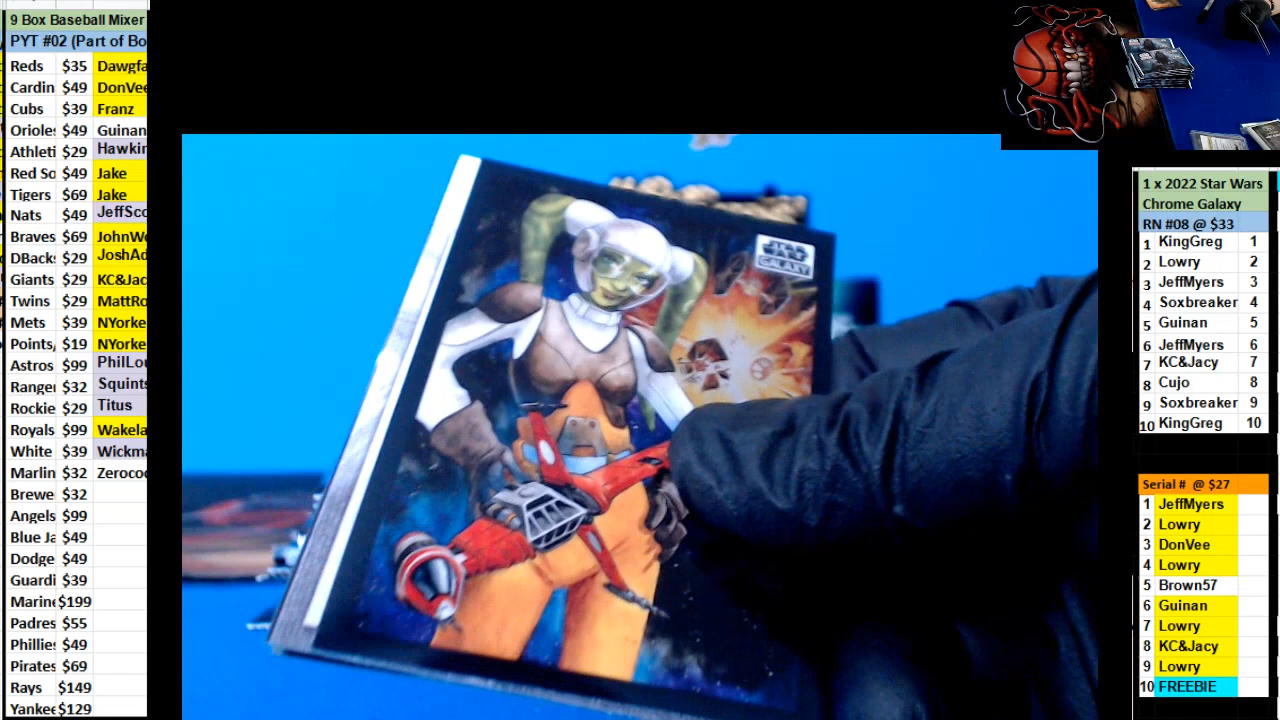 9 Box Baseball Mixer
PYT #02 (Part of Bo
Reds $35 Dawgfa
Cardin $49 DonVee
Cubs $39 Franz
Orioles $49 Guinan
Athleti $29 Hawkin
Red So $49 Jake
Tigers $69 Jake
Nats $49 JeffSco
Braves $69 JohnWo
DBacks $29 JoshAd
Giants $29 KC&Jac
Twins $29 MattRo
Mets $39 NYorke
Points/ $19 NYorke
Astros $99 PhilLou
Ranger $32 Squints
Rockie $29 Titus
Royals $99 Wakela
White $39 Wickma
Marlin $32 Zerocoo
Brewe $32
Angels $99
Blue Ja $49
Dodge $49
Guardi $39
Marine $199
Padres $55
Phillies $49
Pirates $69
Rays $149
Yankee $129
STAR WARS
GALAXY
1 x 2022 Star Wars
Chrome Galaxy
RN #08 @ $33
1 KingGreg 1
2 Lowry 2
3 JeffMyers 3
4 Soxbreaker 4
5 Guinan 5
6 JeffMyers 6
7 KC&Jacy 7
8 Cujo 8
9 Soxbreaker 9
10 KingGreg 10
Serial # @ $27
1 JeffMyers
2 Lowry
3 DonVee
4 Lowry
5 Brown57
6 Guinan
7 Lowry
8 KC&Jacy
9 Lowry
10 FREEBIE